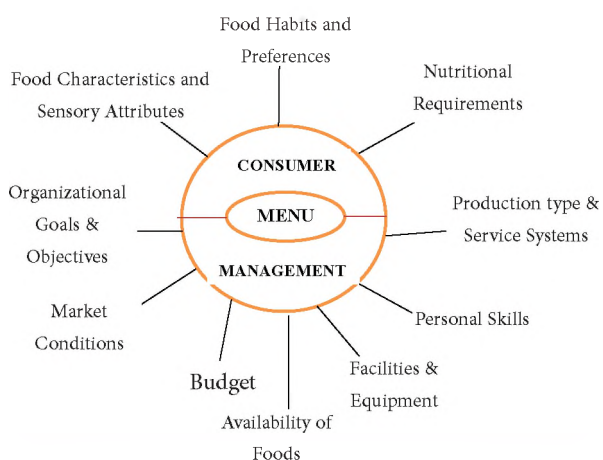 Food Habits and
Preferences
Nutritional
Requirements
Food Characteristics and
Sensory Attributes
CONSUMER
Organizational
Goals &
Objectives
MENU
Production type &
Service Systems
MANAGEMENT
Market
Conditions
Personal Skills
Budget
Facilities &
Equipment
Availability of
Foods